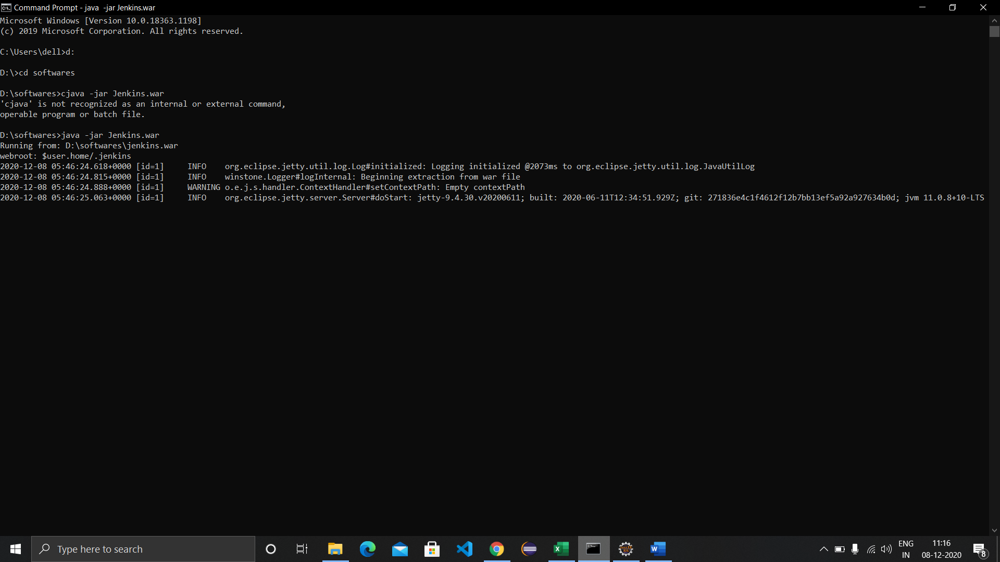 Command Prompt - java  -jar Jenkins.war
Microsoft Windows [Version 10.0.18363.1198]
(c) 2019 Microsoft Corporation. All rights reserved.
C:\Users\dell>d:
D:\>cd softwares
D:\softwares>cjava -jar Jenkins.war
'cjava' is not recognized as an internal or external command,
operable program or batch file.
D:\softwares>java -jar Jenkins.war
Running from: D:\softwares\jenkins.war
webroot: $user.home/.jenkins
2020-12-08 05:46:24.618+0000 [id=1]     INFO    org.eclipse.jetty.util.log.Log#initialized: Logging initialized @2073ms to org.eclipse.jetty.util.log.JavaUtilLog
2020-12-08 05:46:24.815+0000 [id=1]     INFO    winstone.Logger#logInternal: Beginning extraction from war file
2020-12-08 05:46:24.888+0000 [id=1]     WARNING o.e.j.s.handler.ContextHandler#setContextPath: Empty contextPath
2020-12-08 05:46:25.063+0000 [id=1]     INFO    org.eclipse.jetty.server.Server#doStart: jetty-9.4.30.v20200611; built: 2020-06-11T12:34:51.929Z; git: 271836e4c1f4612f12b7bb13ef5a92a927634b0d; jvm 11.0.8+10-LTS
Type here to search
ENG
IN
11:16
08-12-2020
8